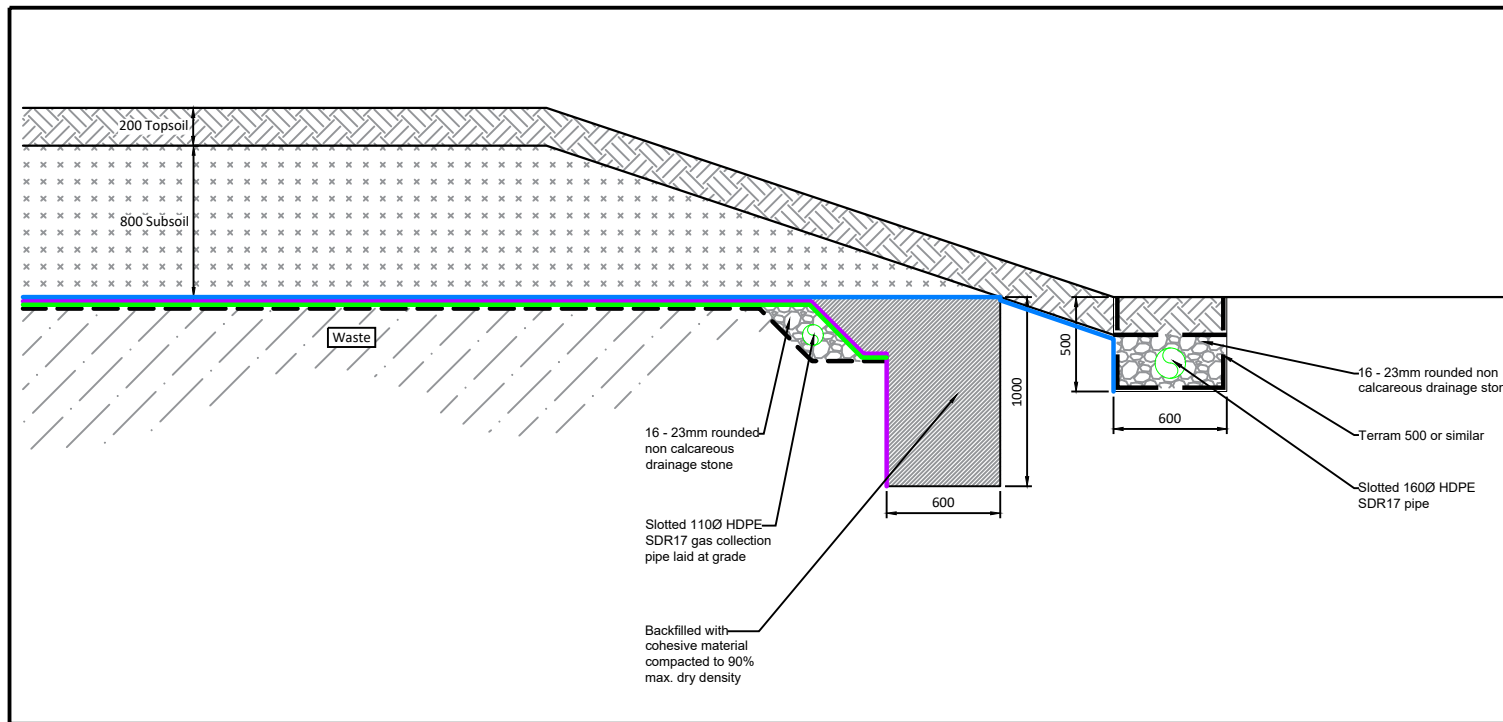 200 Topsoil
800 Subsoil
Waste
16 - 23mm rounded
non calcareous
drainage stone
Slotted 110Ø HDPE
SDR17 gas collection
pipe laid at grade
Backfilled with
cohesive material
compacted to 90%
max. dry density
600
1000
500
600
16 - 23mm rounded non
calcareous drainage ston
Terram 500 or similar
Slotted 160Ø HDPE
SDR17 pipe